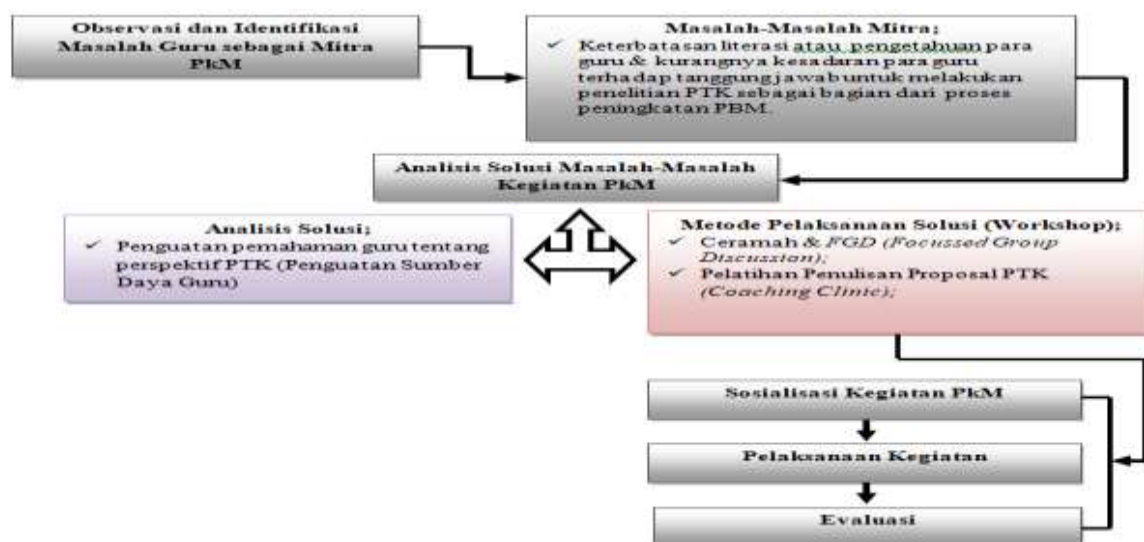 Observasi dan Identifikasi
Masalah Guru sebagai Mitra
PkM
Masalah-Masalah Mitra;
✓ Keterbatasan literasi atau pengetahuan para
guru & kurangnya kesadaran para guru
terhadap tanggung jawab untuk melakukan
penelitian PTK sebagai bagian dari proses
peningkatan PBM.
Analisis Solusi Masalah-Masalah
Kegiatan PkM
Analisis Solusi;
✓ Penguatan pemahaman guru tentang
perspektif PTK (Penguatan Sumber
Daya Guru)
Metode Pelaksanaan Solusi (Workshop);
✓ Ceramah & FGD (Focussed Group
Discussion);
✓ Pelatihan Penulisan Proposal PTK
(Coaching Clinic);
Sosialisasi Kegiatan PkM
Pelaksanaan Kegiatan
Evaluasi